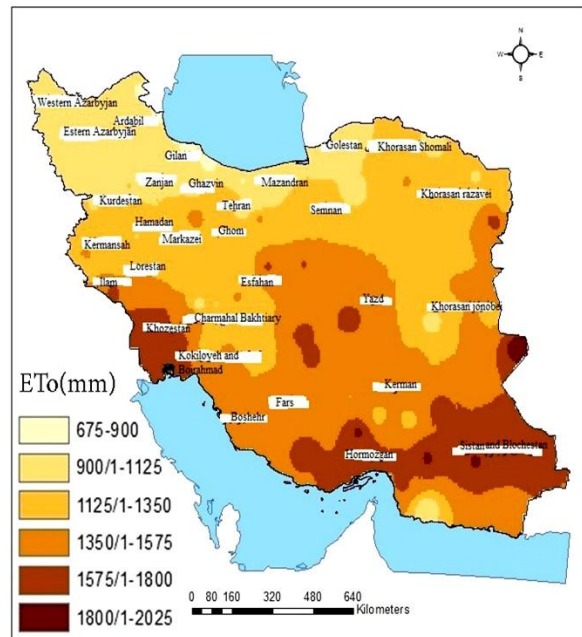 N
W E
S
Western Azarbyjan
Ardabil
Estern Azarbyjan
Gilan
Golestan
Khorasan Shomali
Zanjan
Ghazvin
Mazandran
Khorasan razavei
Kurdestan
Tehran
Semnan
Hamadan
Ghom
Kermansah
Markazei
Lorestan
Ilam
Esfahan
Yazd
Khorasan jonobei
Charmahal Bakhtiary
Khozestan
Kokiloyeh and
Boirahmad
Kerman
Fars
Boshehr
Sistan and Blochestan
Hormozgan
ETo(mm)
675-900
900/1-1125
1125/1-1350
1350/1-1575
1575/1-1800
1800/1-2025
0 80 160 320 480 640
Kilometers